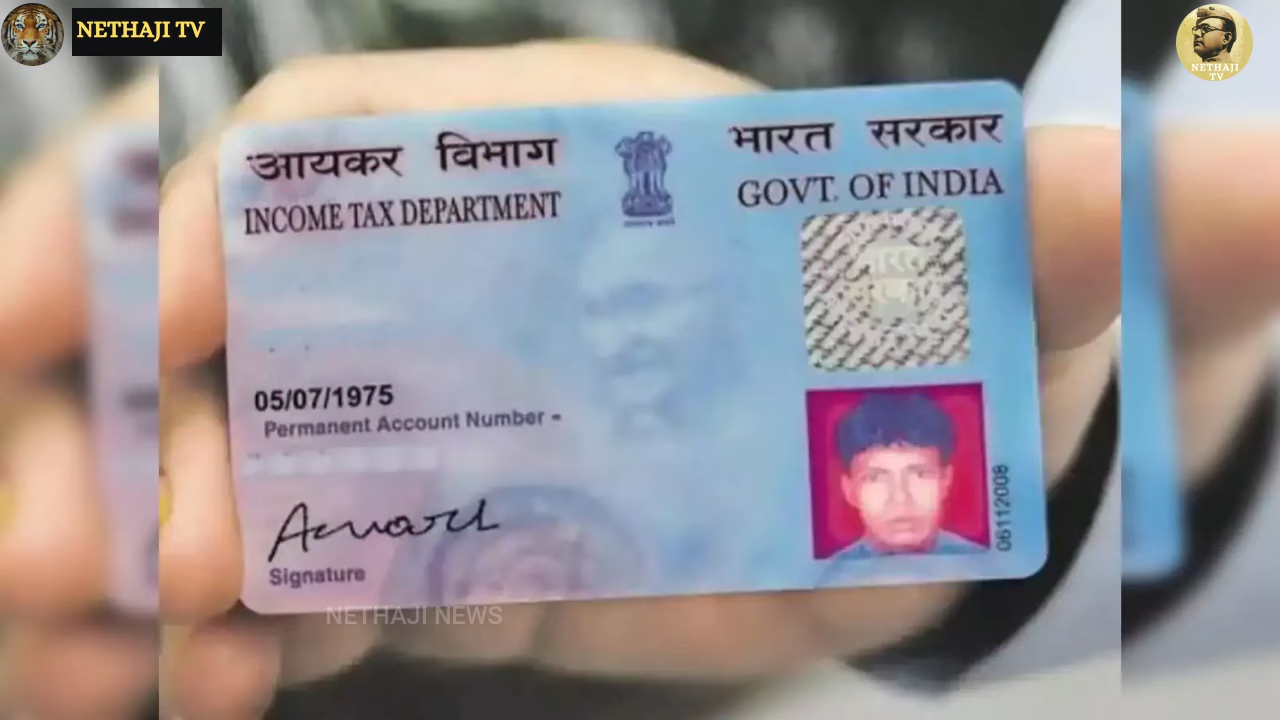 NETHAJI TV
NETHAJI
TV
आयकर विभाग
INCOME TAX DEPARTMENT
भारत सरकार
GOVT. OF INDIA
भारत
05/07/1975
Permanent Account Number -
Signature
06112008
NETHAJI NEWS